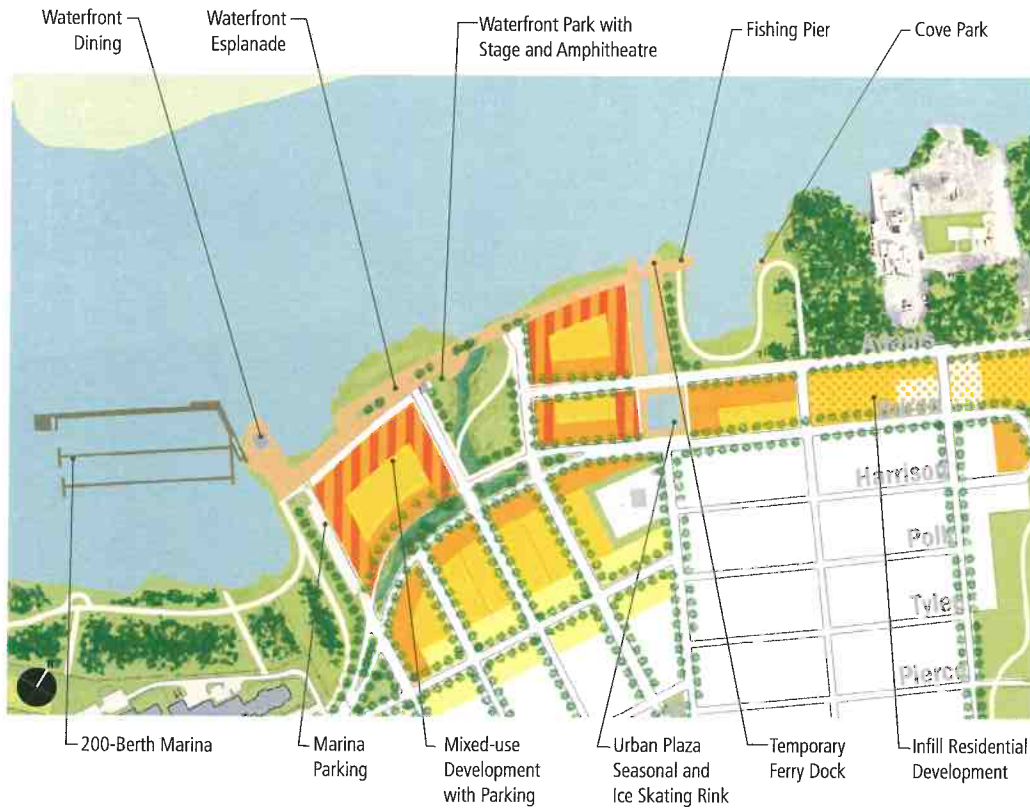 Waterfront
Dining
Waterfront
Esplanade
Waterfront Park with
Stage and Amphitheatre
Fishing Pier
Cove Park
Adams
Harrison
Polk
Tyler
Pierce
200-Berth Marina
Marina
Parking
Mixed-use
Development
with Parking
Urban Plaza
Seasonal and
Ice Skating Rink
Temporary
Ferry Dock
Infill Residential
Development